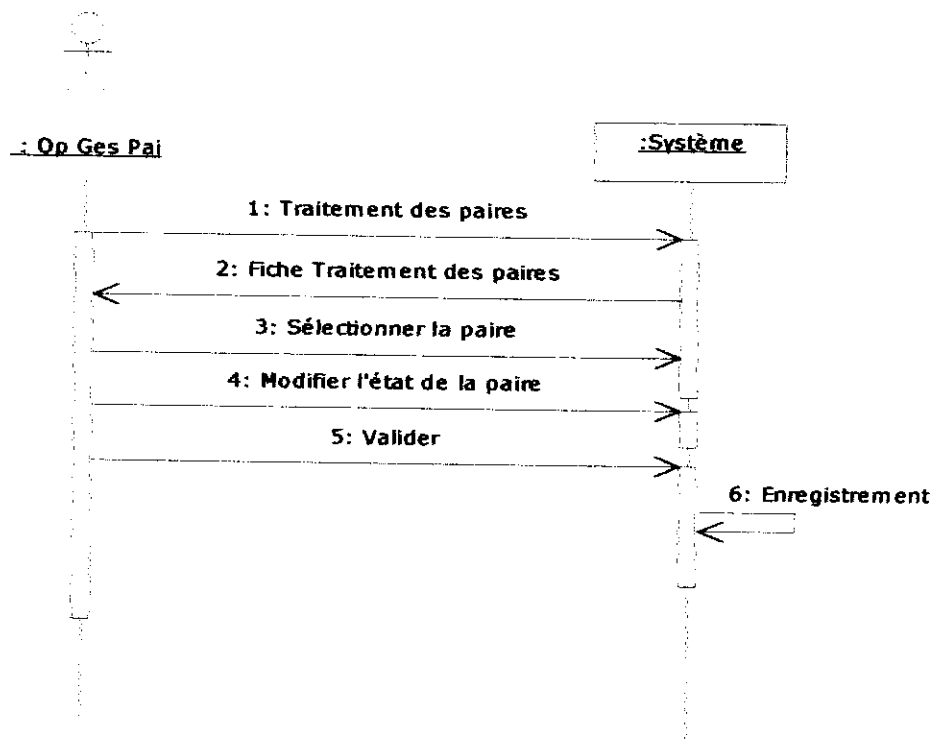 : Op Ges Pai
:Système
1: Traitement des paires
2: Fiche Traitement des paires
3: Sélectionner la paire
4: Modifier l'état de la paire
5: Valider
6: Enregistrement